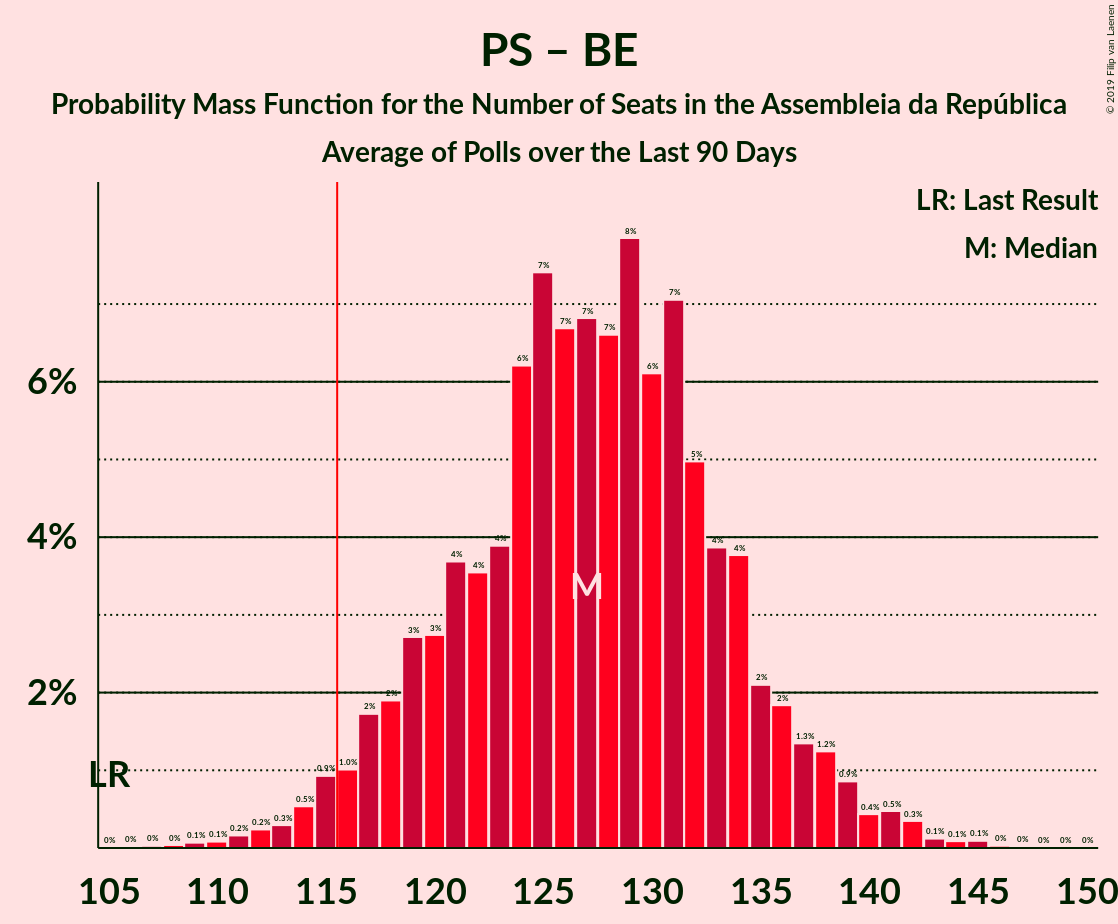 PS – BE
Probability Mass Function for the Number of Seats in the Assembleia da República
Average of Polls over the Last 90 Days
© 2019 Filip van Laenen
LR: Last Result
M: Median
8%
7%
7%
7%
7%
7%
6%
6%
6%
5%
4%
4%
4%
4%
4%
4%
M
3%
3%
2%
2%
2%
2%
2%
LR
1.3%
1.2%
0.9%
1.0%
0.9%
0% 0% 0% 0% 0.1% 0.1% 0.2% 0.2% 0.3% 0.5%
0.4% 0.5% 0.3% 0.1% 0.1% 0.1% 0% 0% 0% 0% 0%
105 110 115 120 125 130 135 140 145 150